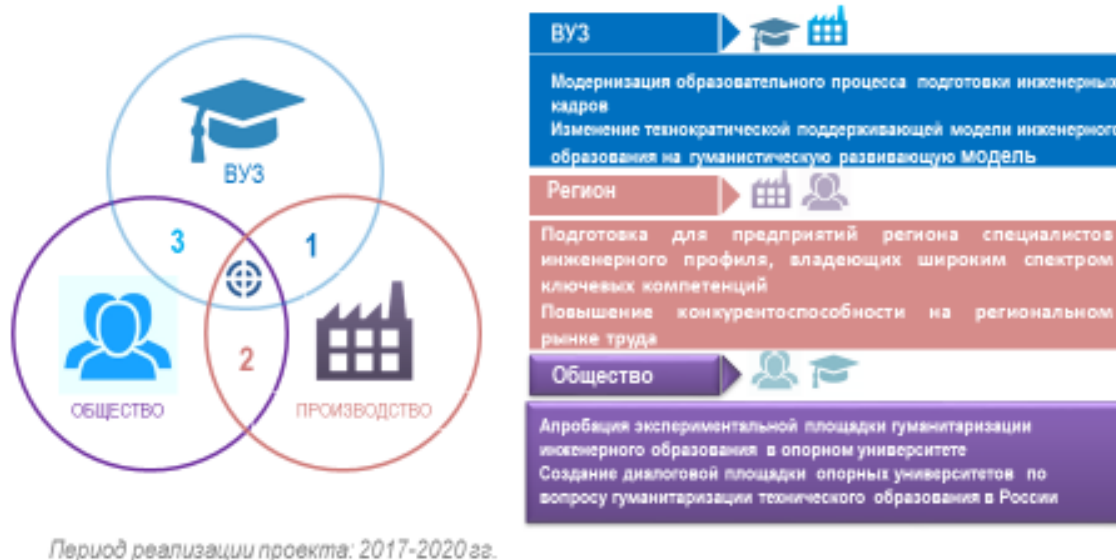 ВУЗ
3
1
2
ОБЩЕСТВО
ПРОИЗВОДСТВО
Период реализации проекта: 2017-2020 гг.
ВУЗ
Модернизация образовательного процесса подготовки инженерных
кадров
Изменение технократической поддерживающей модели инженерного
образования на гуманистическую развивающую модель
Регион
Подготовка для предприятий региона специалистов
инженерного профиля, владеющих широким спектром
ключевых компетенций
Повышение конкурентоспособности на региональном
рынке труда
Общество
Апробация экспериментальной площадки гуманитаризации
инженерного образования в опорном университете
Создание диалоговой площадки опорных университетов по
вопросу гуманитаризации технического образования в России